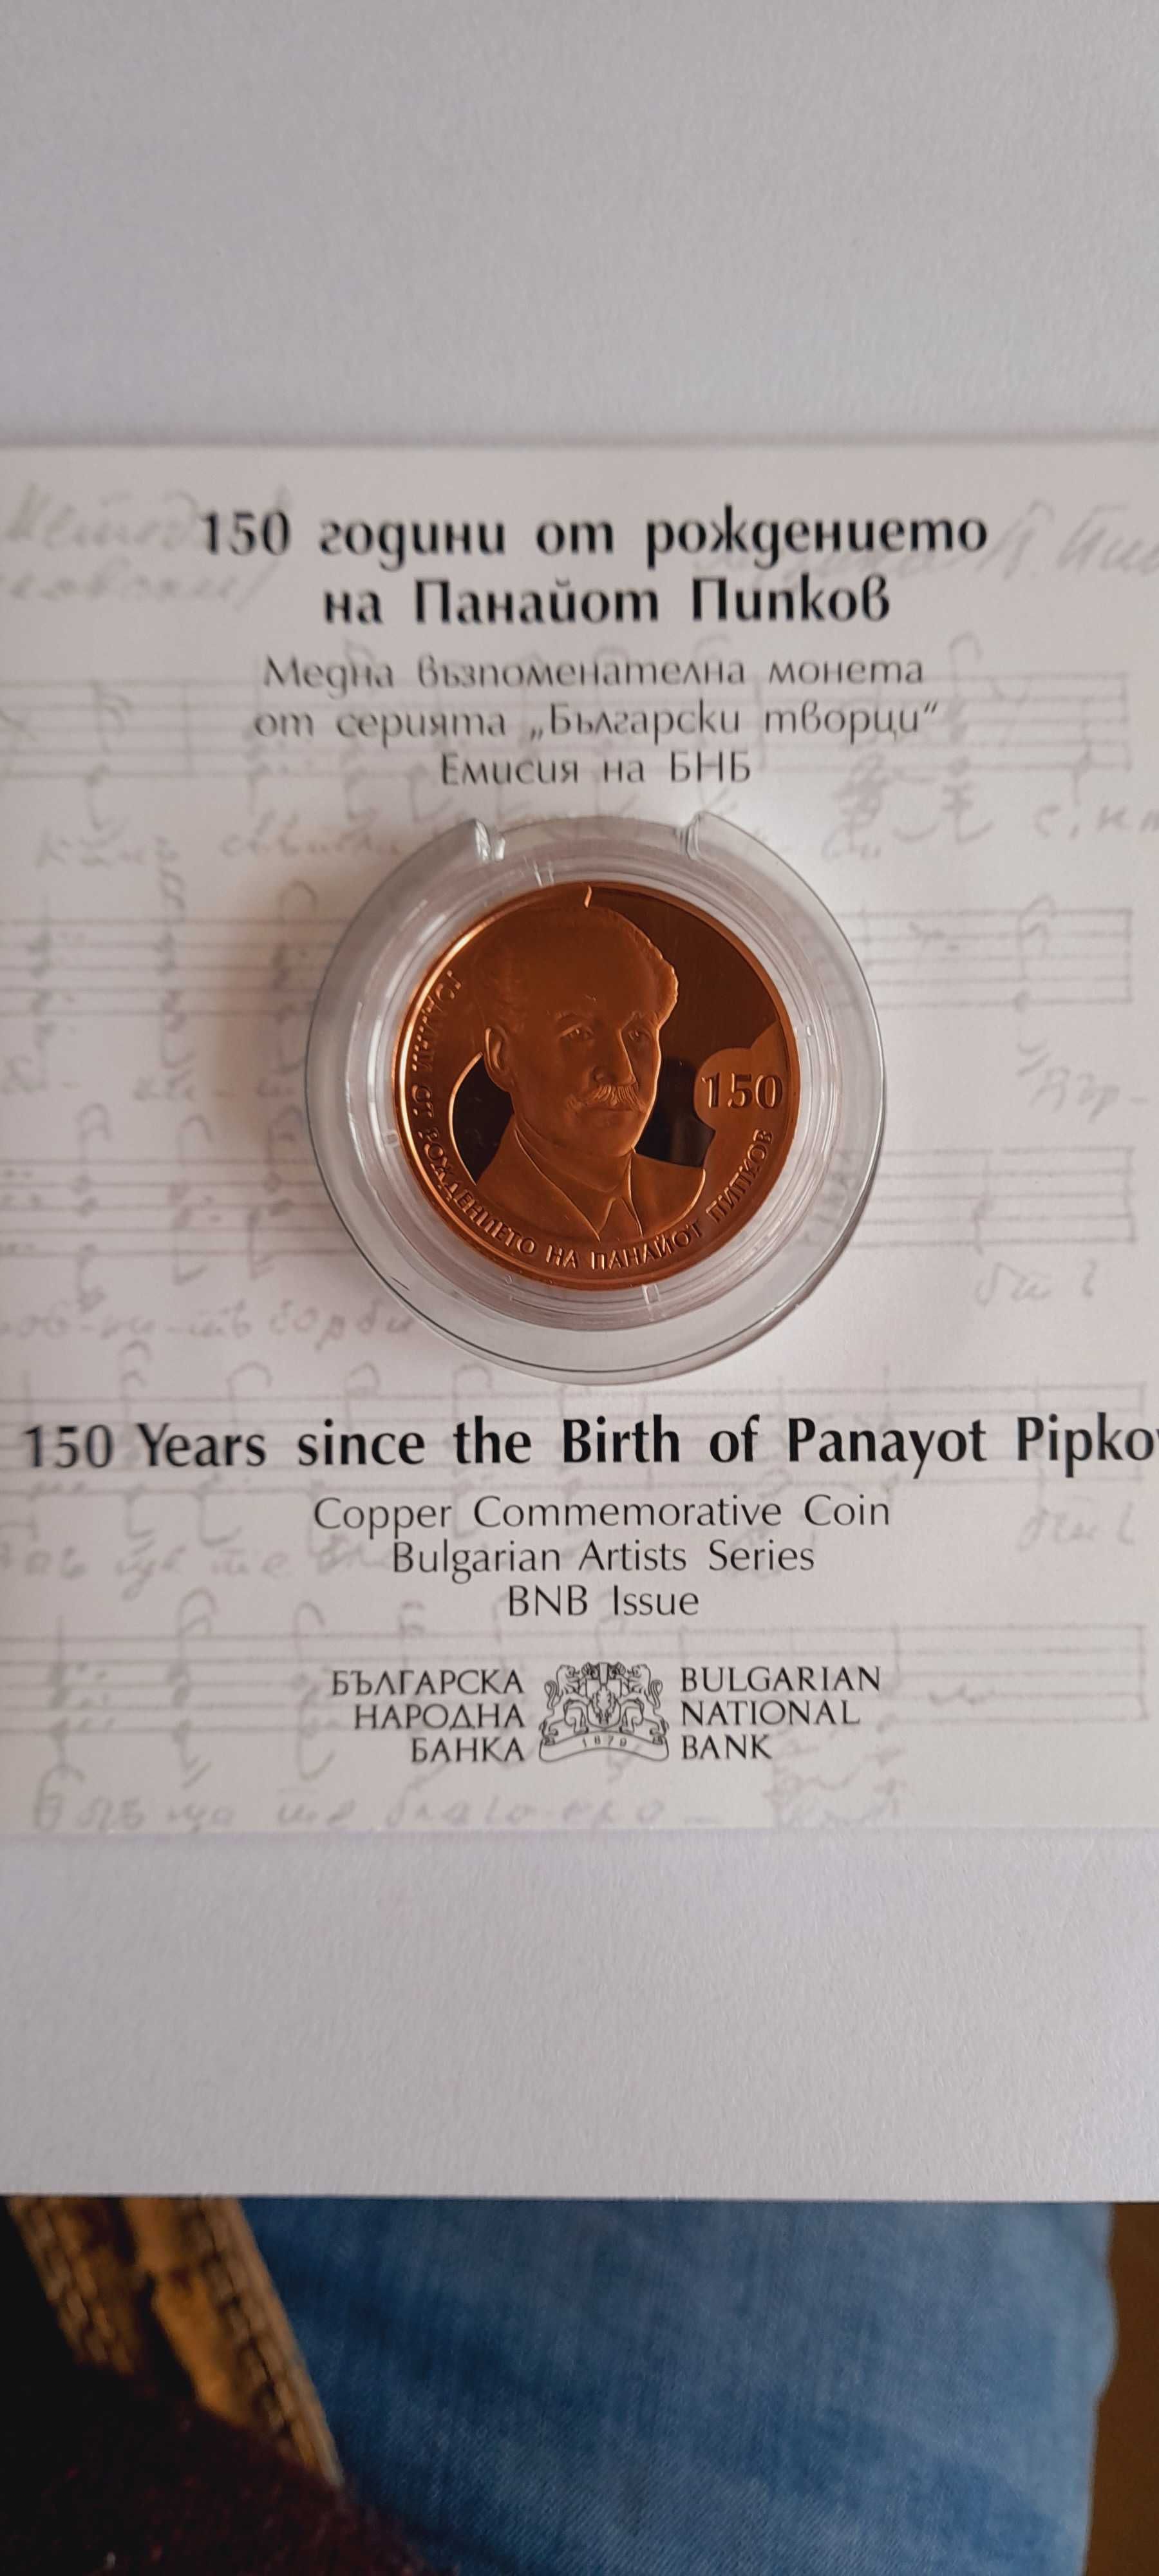 150 години от рождението
на Панайот Пипков
Медна възпоменателна монета
от серията „Български творци“
Емисия на БНБ
150
ГОДИНИ ОТ РОЖДЕНИЕТО НА ПАНАЙОТ ПИПКОВ
150 Years since the Birth of Panayot Pipko
Copper Commemorative Coin
Bulgarian Artists Series
BNB Issue
БЪЛГАРСКА
НАРОДНА
БАНКА
1879
BULGARIAN
NATIONAL
BANK